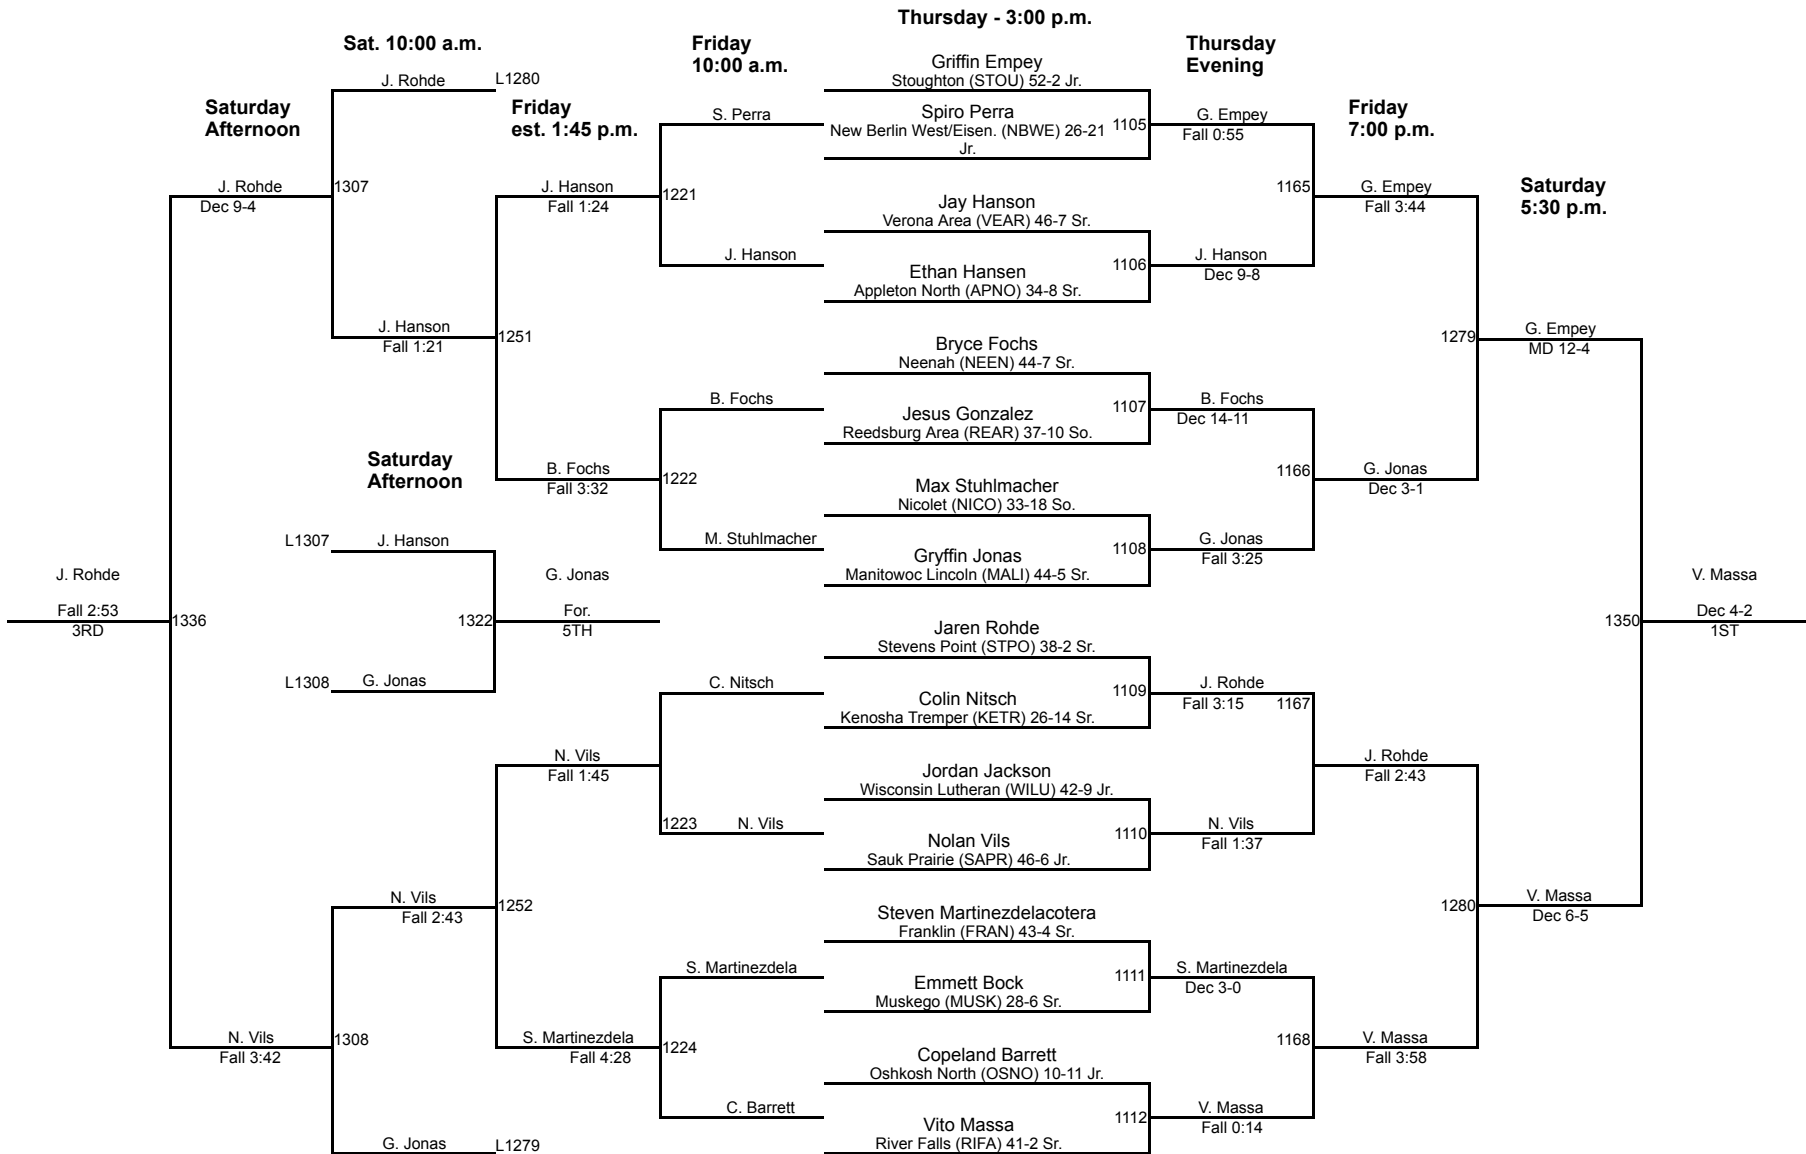 Thursday - 3:00 p.m.
Sat. 10:00 a.m.
Friday
10:00 a.m.
Thursday
Evening
Saturday
Afternoon
Friday
est. 1:45 p.m.
Friday
7:00 p.m.
Saturday
5:30 p.m.
Saturday
Afternoon
Griffin Empey
Stoughton (STOU) 52-2 Jr.
Spiro Perra
New Berlin West/Eisen. (NBWE) 26-21
Jr.
1105
Jay Hanson
Verona Area (VEAR) 46-7 Sr.
Ethan Hansen
Appleton North (APNO) 34-8 Sr.
1106
Bryce Fochs
Neenah (NEEN) 44-7 Sr.
Jesus Gonzalez
Reedsburg Area (REAR) 37-10 So.
1107
Max Stuhlmacher
Nicolet (NICO) 33-18 So.
Gryffin Jonas
Manitowoc Lincoln (MALI) 44-5 Sr.
1108
Jaren Rohde
Stevens Point (STPO) 38-2 Sr.
Colin Nitsch
Kenosha Tremper (KETR) 26-14 Sr.
1109
Jordan Jackson
Wisconsin Lutheran (WILU) 42-9 Jr.
Nolan Vils
Sauk Prairie (SAPR) 46-6 Jr.
1110
Steven Martinezdelacotera
Franklin (FRAN) 43-4 Sr.
Emmett Bock
Muskego (MUSK) 28-6 Sr.
1111
Copeland Barrett
Oshkosh North (OSNO) 10-11 Jr.
Vito Massa
River Falls (RIFA) 41-2 Sr.
1112
G. Empey
Fall 0:55
1165
J. Hanson
Dec 9-8
B. Fochs
Dec 14-11
1166
G. Jonas
Fall 3:25
J. Rohde
Fall 3:15
1167
N. Vils
Fall 1:37
S. Martinezdela
Dec 3-0
1168
V. Massa
Fall 0:14
G. Empey
Fall 3:44
1279
G. Jonas
Dec 3-1
J. Rohde
Fall 2:43
1280
V. Massa
Fall 3:58
G. Empey
MD 12-4
1350
V. Massa
Dec 6-5
V. Massa
Dec 4-2
1ST
S. Perra
1221
J. Hanson
B. Fochs
1222
M. Stuhlmacher
C. Nitsch
1223
N. Vils
S. Martinezdela
1224
C. Barrett
J. Hanson
Fall 1:24
1251
B. Fochs
Fall 3:32
N. Vils
Fall 1:45
1252
S. Martinezdela
Fall 4:28
J. Rohde
L1280
1307
J. Hanson
Fall 1:21
N. Vils
Fall 2:43
1308
G. Jonas
L1279
J. Rohde
Dec 9-4
1336
N. Vils
Fall 3:42
J. Rohde
Fall 2:53
3RD
L1307
J. Hanson
1322
L1308
G. Jonas
G. Jonas
For.
5TH